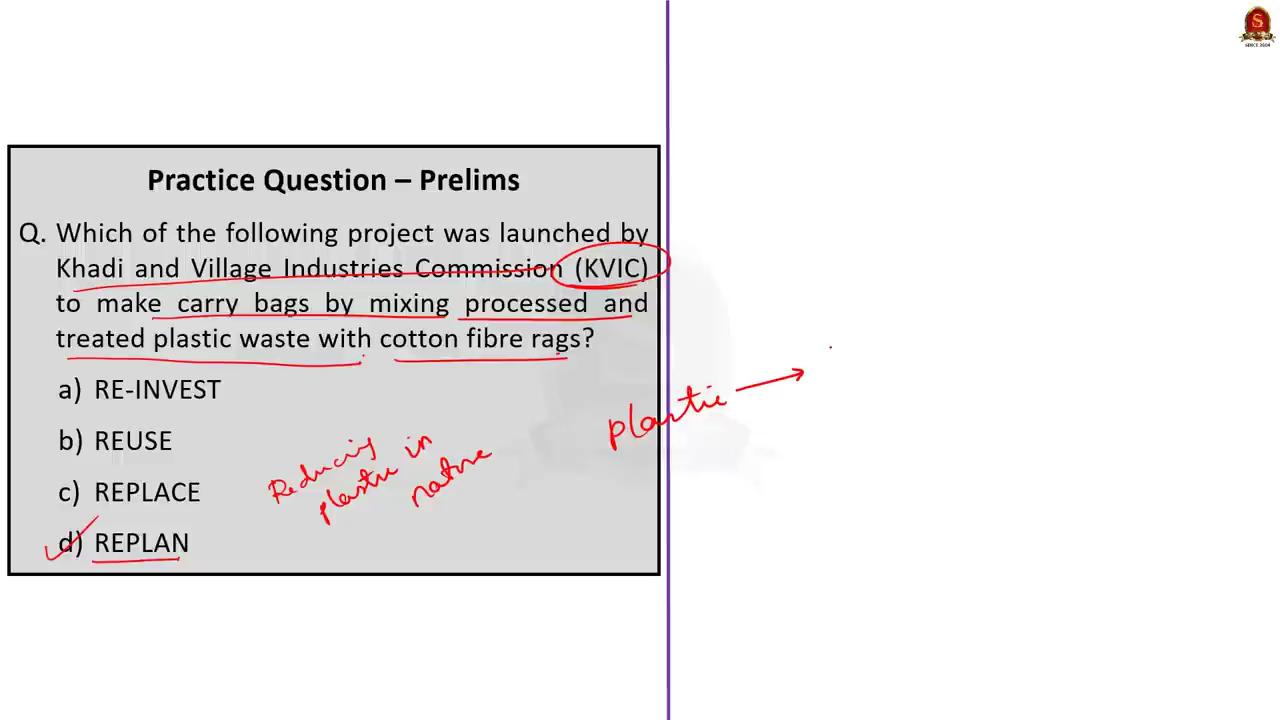 Practice Question – Prelims
Q. Which of the following project was launched by
Khadi and Village Industries Commission (KVIC)
to make carry bags by mixing processed and
treated plastic waste with cotton fibre rags?
a) RE-INVEST
b) REUSE
c) REPLACE
d) REPLAN
Reducing
plastic in
nature
plastic →
S
SINCE 2004